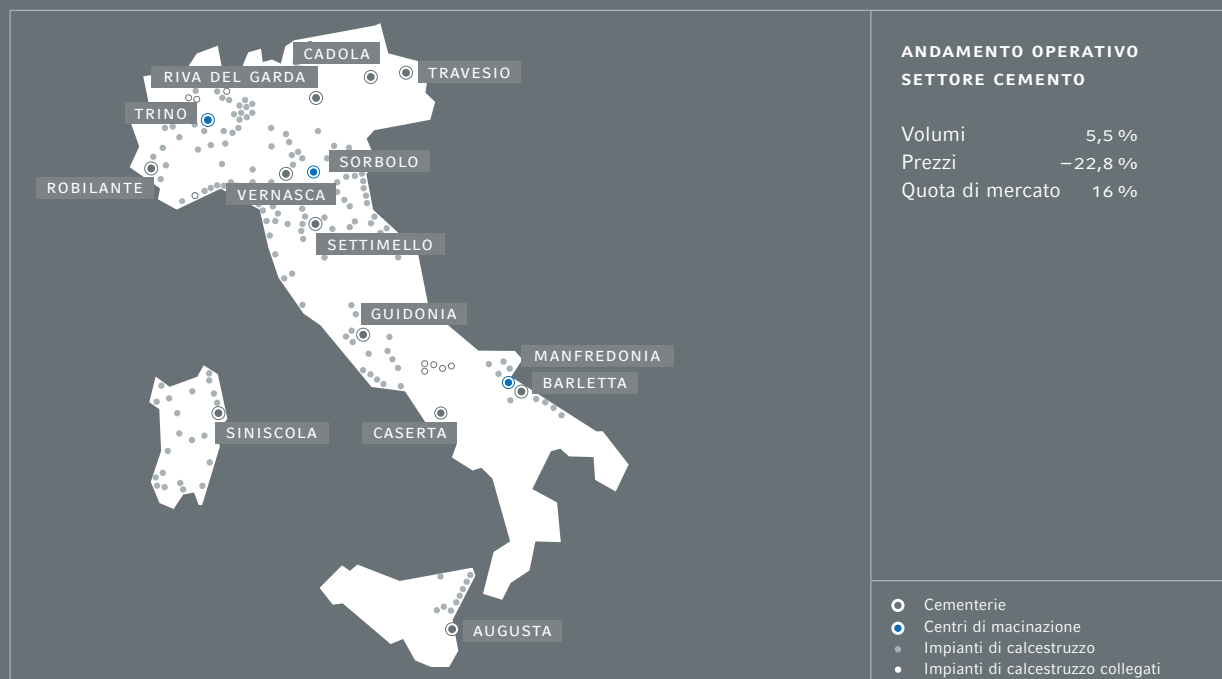 CADOLA
TRAVESIO
RIVA DEL GARDA
TRINO
SORBOLO
ROBILANTE
VERNASCA
SETTIMELLO
GUIDONIA
MANFREDONIA
BARLETTA
SINISCOLA
CASERTA
AUGUSTA
ANDAMENTO OPERATIVO
SETTORE CEMENTO
Volumi 5,5 %
Prezzi –22,8 %
Quota di mercato 16 %
Cementerie
Centri di macinazione
Impianti di calcestruzzo
Impianti di calcestruzzo collegati